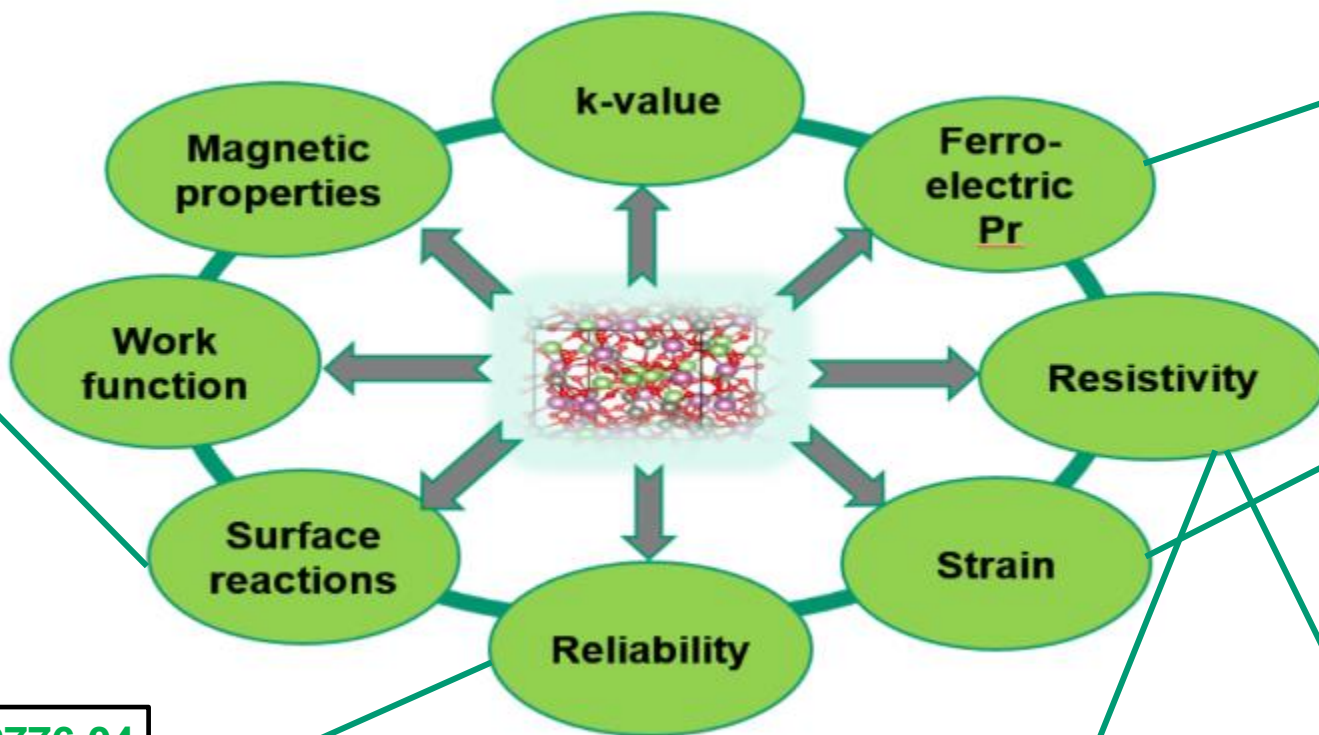 k-value
Magnetic
properties
Ferro-
electric
Pr
Work
function
Resistivity
Surface
reactions
Strain
Reliability